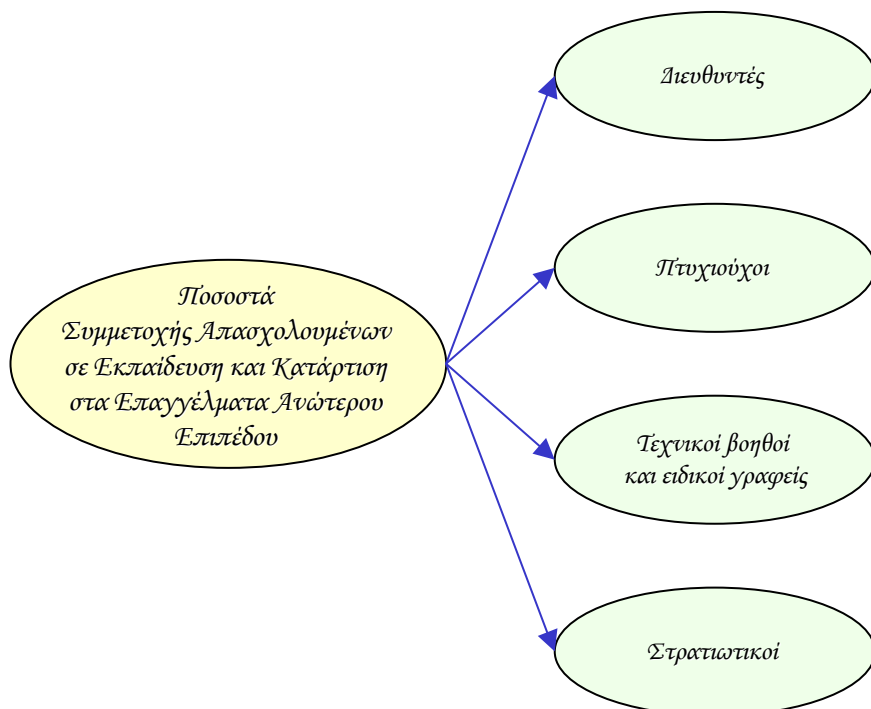 Διευθυντές
Πτυχιούχοι
Ποσοστά
Συμμετοχής Απασχολουμένων
σε Εκπαίδευση και Κατάρτιση
στα Επαγγέλματα Ανώτερου
Επιπέδου
Τεχνικοί βοηθοί
και ειδικοί γραφείς
Στρατιωτικοί